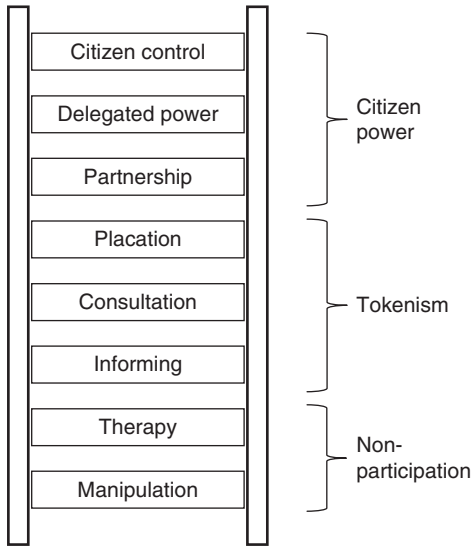 Citizen control
Delegated power
Partnership
Placation
Consultation
Informing
Therapy
Manipulation
Citizen
power
Tokenism
Non-
participation